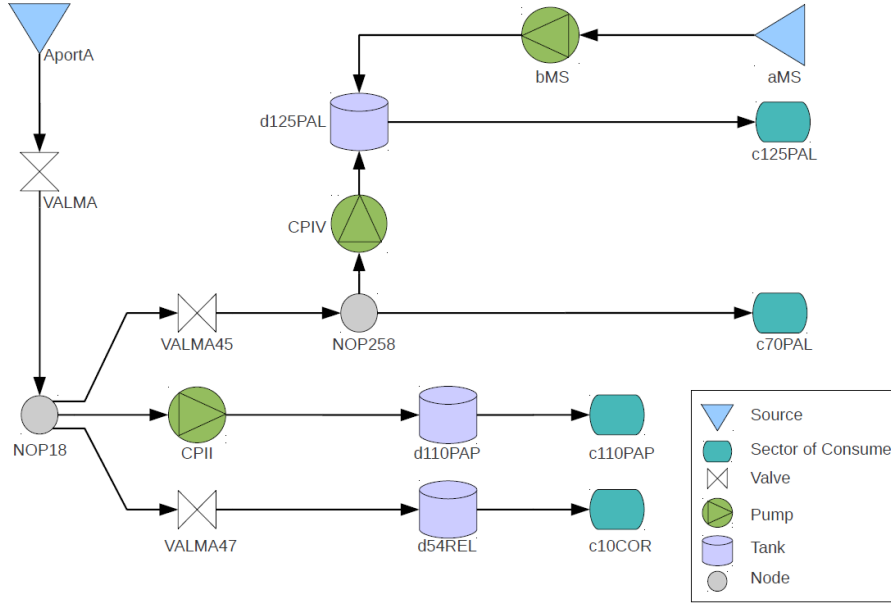 AportA
bMS
aMS
d125PAL
c125PAL
VALMA
CPIV
VALMA45
NOP258
c70PAL
NOP18
CPII
d110PAP
c110PAP
VALMA47
d54REL
c10COR
Source
Sector of Consume
Valve
Pump
Tank
Node